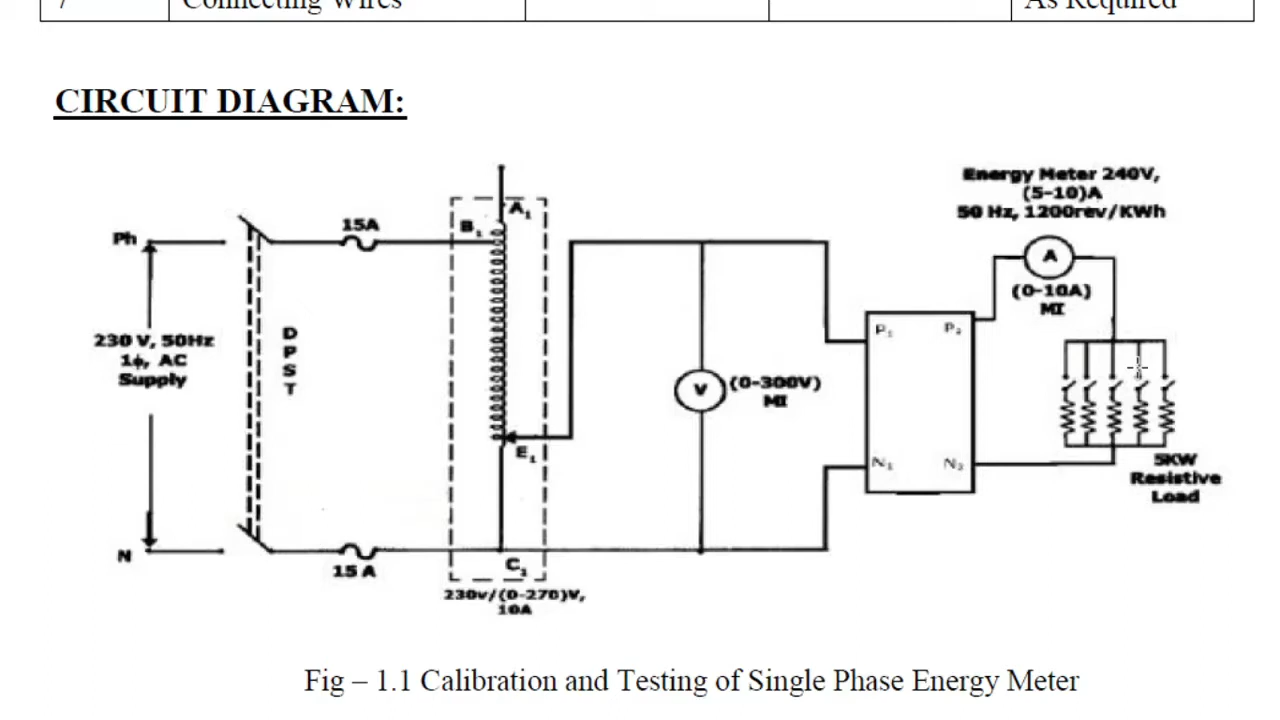 7 Connecting Wires As Required
CIRCUIT DIAGRAM:
Energy Meter 240V,
(5-10)A
50 Hz, 1200rev/KWh
15A
A₁
B₁
Ph
A
(0-10A)
MI
P₁ P₂
230 V, 50Hz
1ϕ, AC
Supply
D
P
S
T
V
(0-300V)
MI
E₁
N₁ N₂
5KW
Resistive
Load
N
15 A
C₁
230v/(0-270)V,
10A
Fig – 1.1 Calibration and Testing of Single Phase Energy Meter